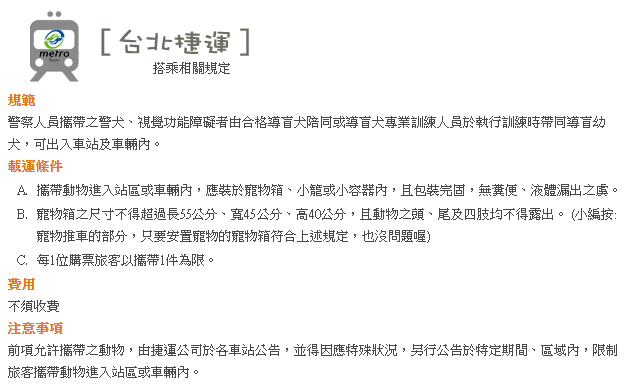 metro
Taipei
[台北捷運]
搭乘相關規定
規範
警察人員攜帶之警犬、視覺功能障礙者由合格導盲犬陪同或導盲犬專業訓練人員於執行訓練時帶同導盲幼
犬，可出入車站及車輛內。
載運條件
A. 攜帶動物進入站區或車輛內，應裝於寵物箱、小籠或小容器內，且包裝完固，無糞便、液體漏出之虞。
B. 寵物箱之尺寸不得超過長55公分、寬45公分、高40公分，且動物之頭、尾及四肢均不得露出。 (小編按:
寵物推車的部分，只要安置寵物的寵物箱符合上述規定，也沒問題喔)
C. 每1位購票旅客以攜帶1件為限。
費用
不須收費
注意事項
前項允許攜帶之動物，由捷運公司於各車站公告，並得因應特殊狀況，另行公告於特定期間、區域內，限制
旅客攜帶動物進入站區或車輛內。